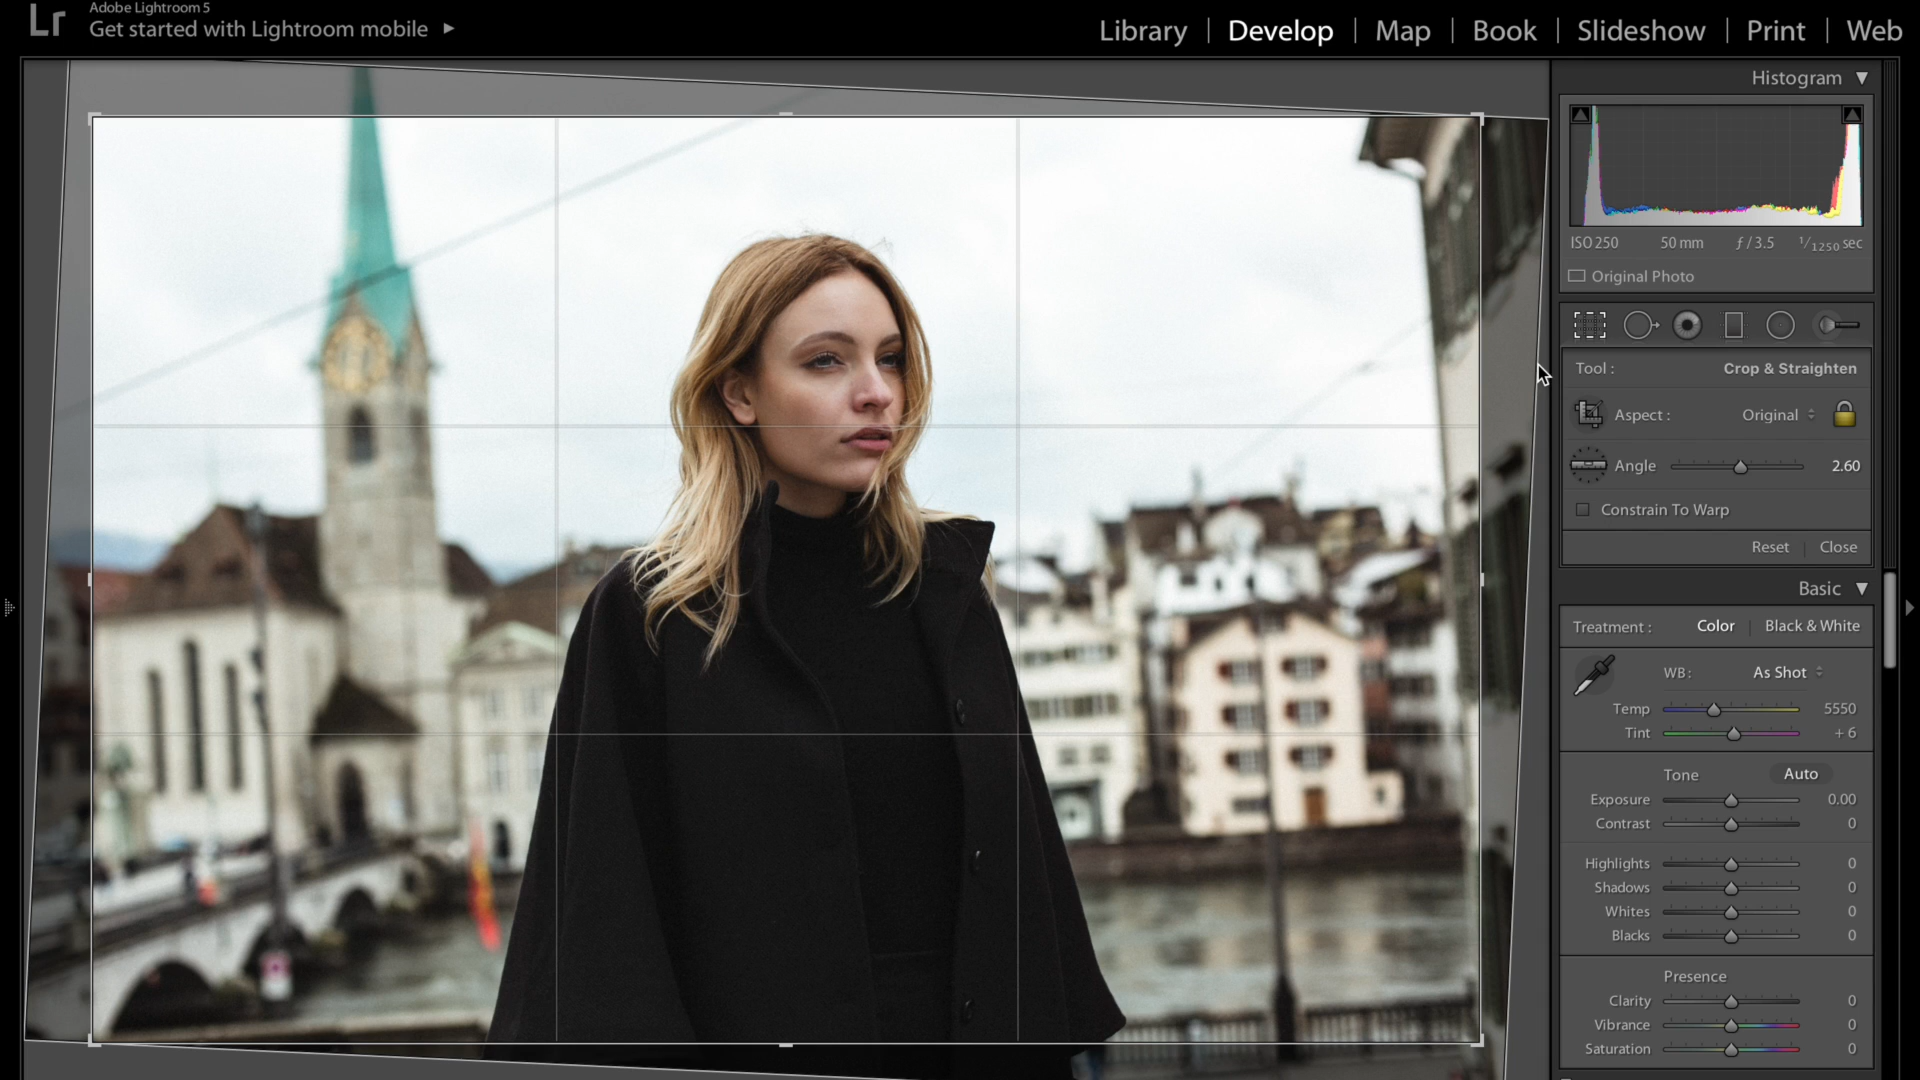 Lr
Adobe Lightroom 5
Get started with Lightroom mobile
Library | Develop | Map | Book | Slideshow | Print | Web
Histogram
ISO 250 50 mm ƒ / 3.5 1/1250 sec
Original Photo
Tool : Crop & Straighten
Aspect : Original
Angle 2.60
Constrain To Warp
Reset | Close
Basic
Treatment : Color | Black & White
WB : As Shot
Temp 5550
Tint + 6
Tone Auto
Exposure 0.00
Contrast 0
Highlights 0
Shadows 0
Whites 0
Blacks 0
Presence
Clarity 0
Vibrance 0
Saturation 0